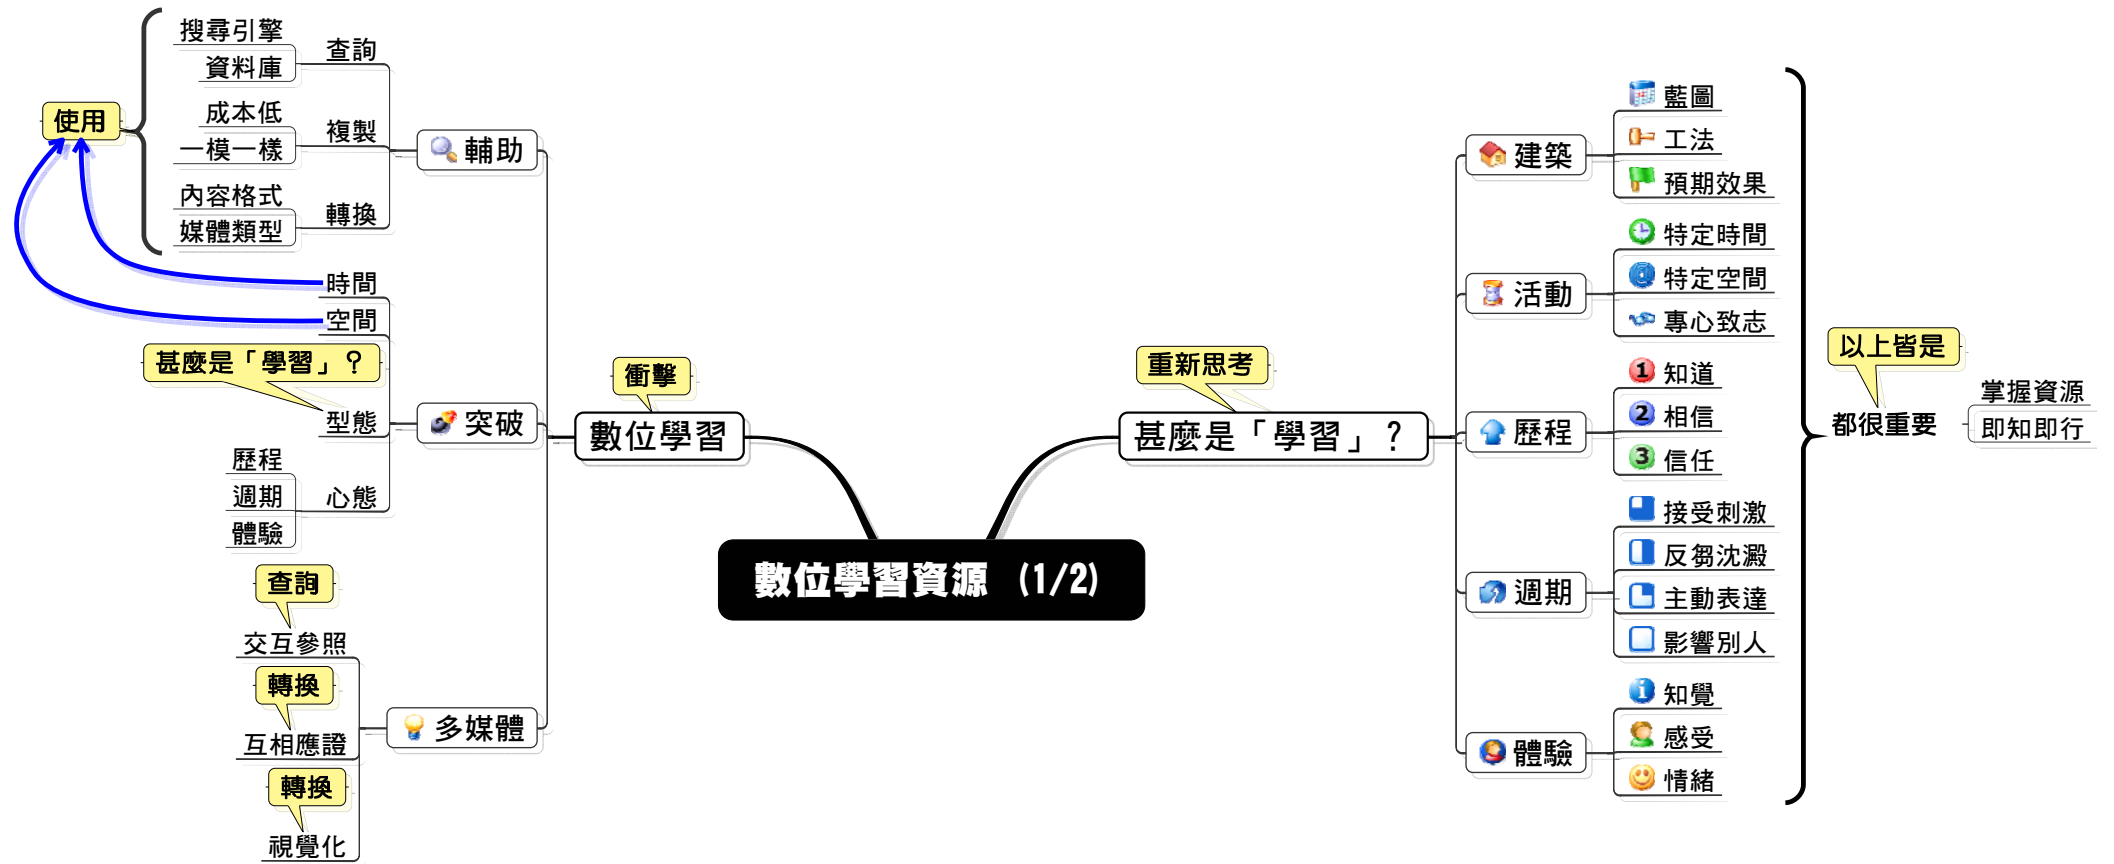 數位學習資源 (1/2)
甚麼是「學習」?
重新思考
建築
藍圖
工法
預期效果
活動
特定時間
特定空間
專心致志
歷程
1 知道
2 相信
3 信任
週期
接受刺激
反芻沈澱
主動表達
影響別人
體驗
知覺
感受
情緒
以上皆是
都很重要
掌握資源
即知即行
數位學習
衝擊
輔助
查詢
搜尋引擎
資料庫
複製
成本低
一模一樣
轉換
內容格式
媒體類型
使用
突破
時間
空間
甚麼是「學習」?
型態
心態
歷程
週期
體驗
多媒體
查詢
交互參照
轉換
互相應證
轉換
視覺化